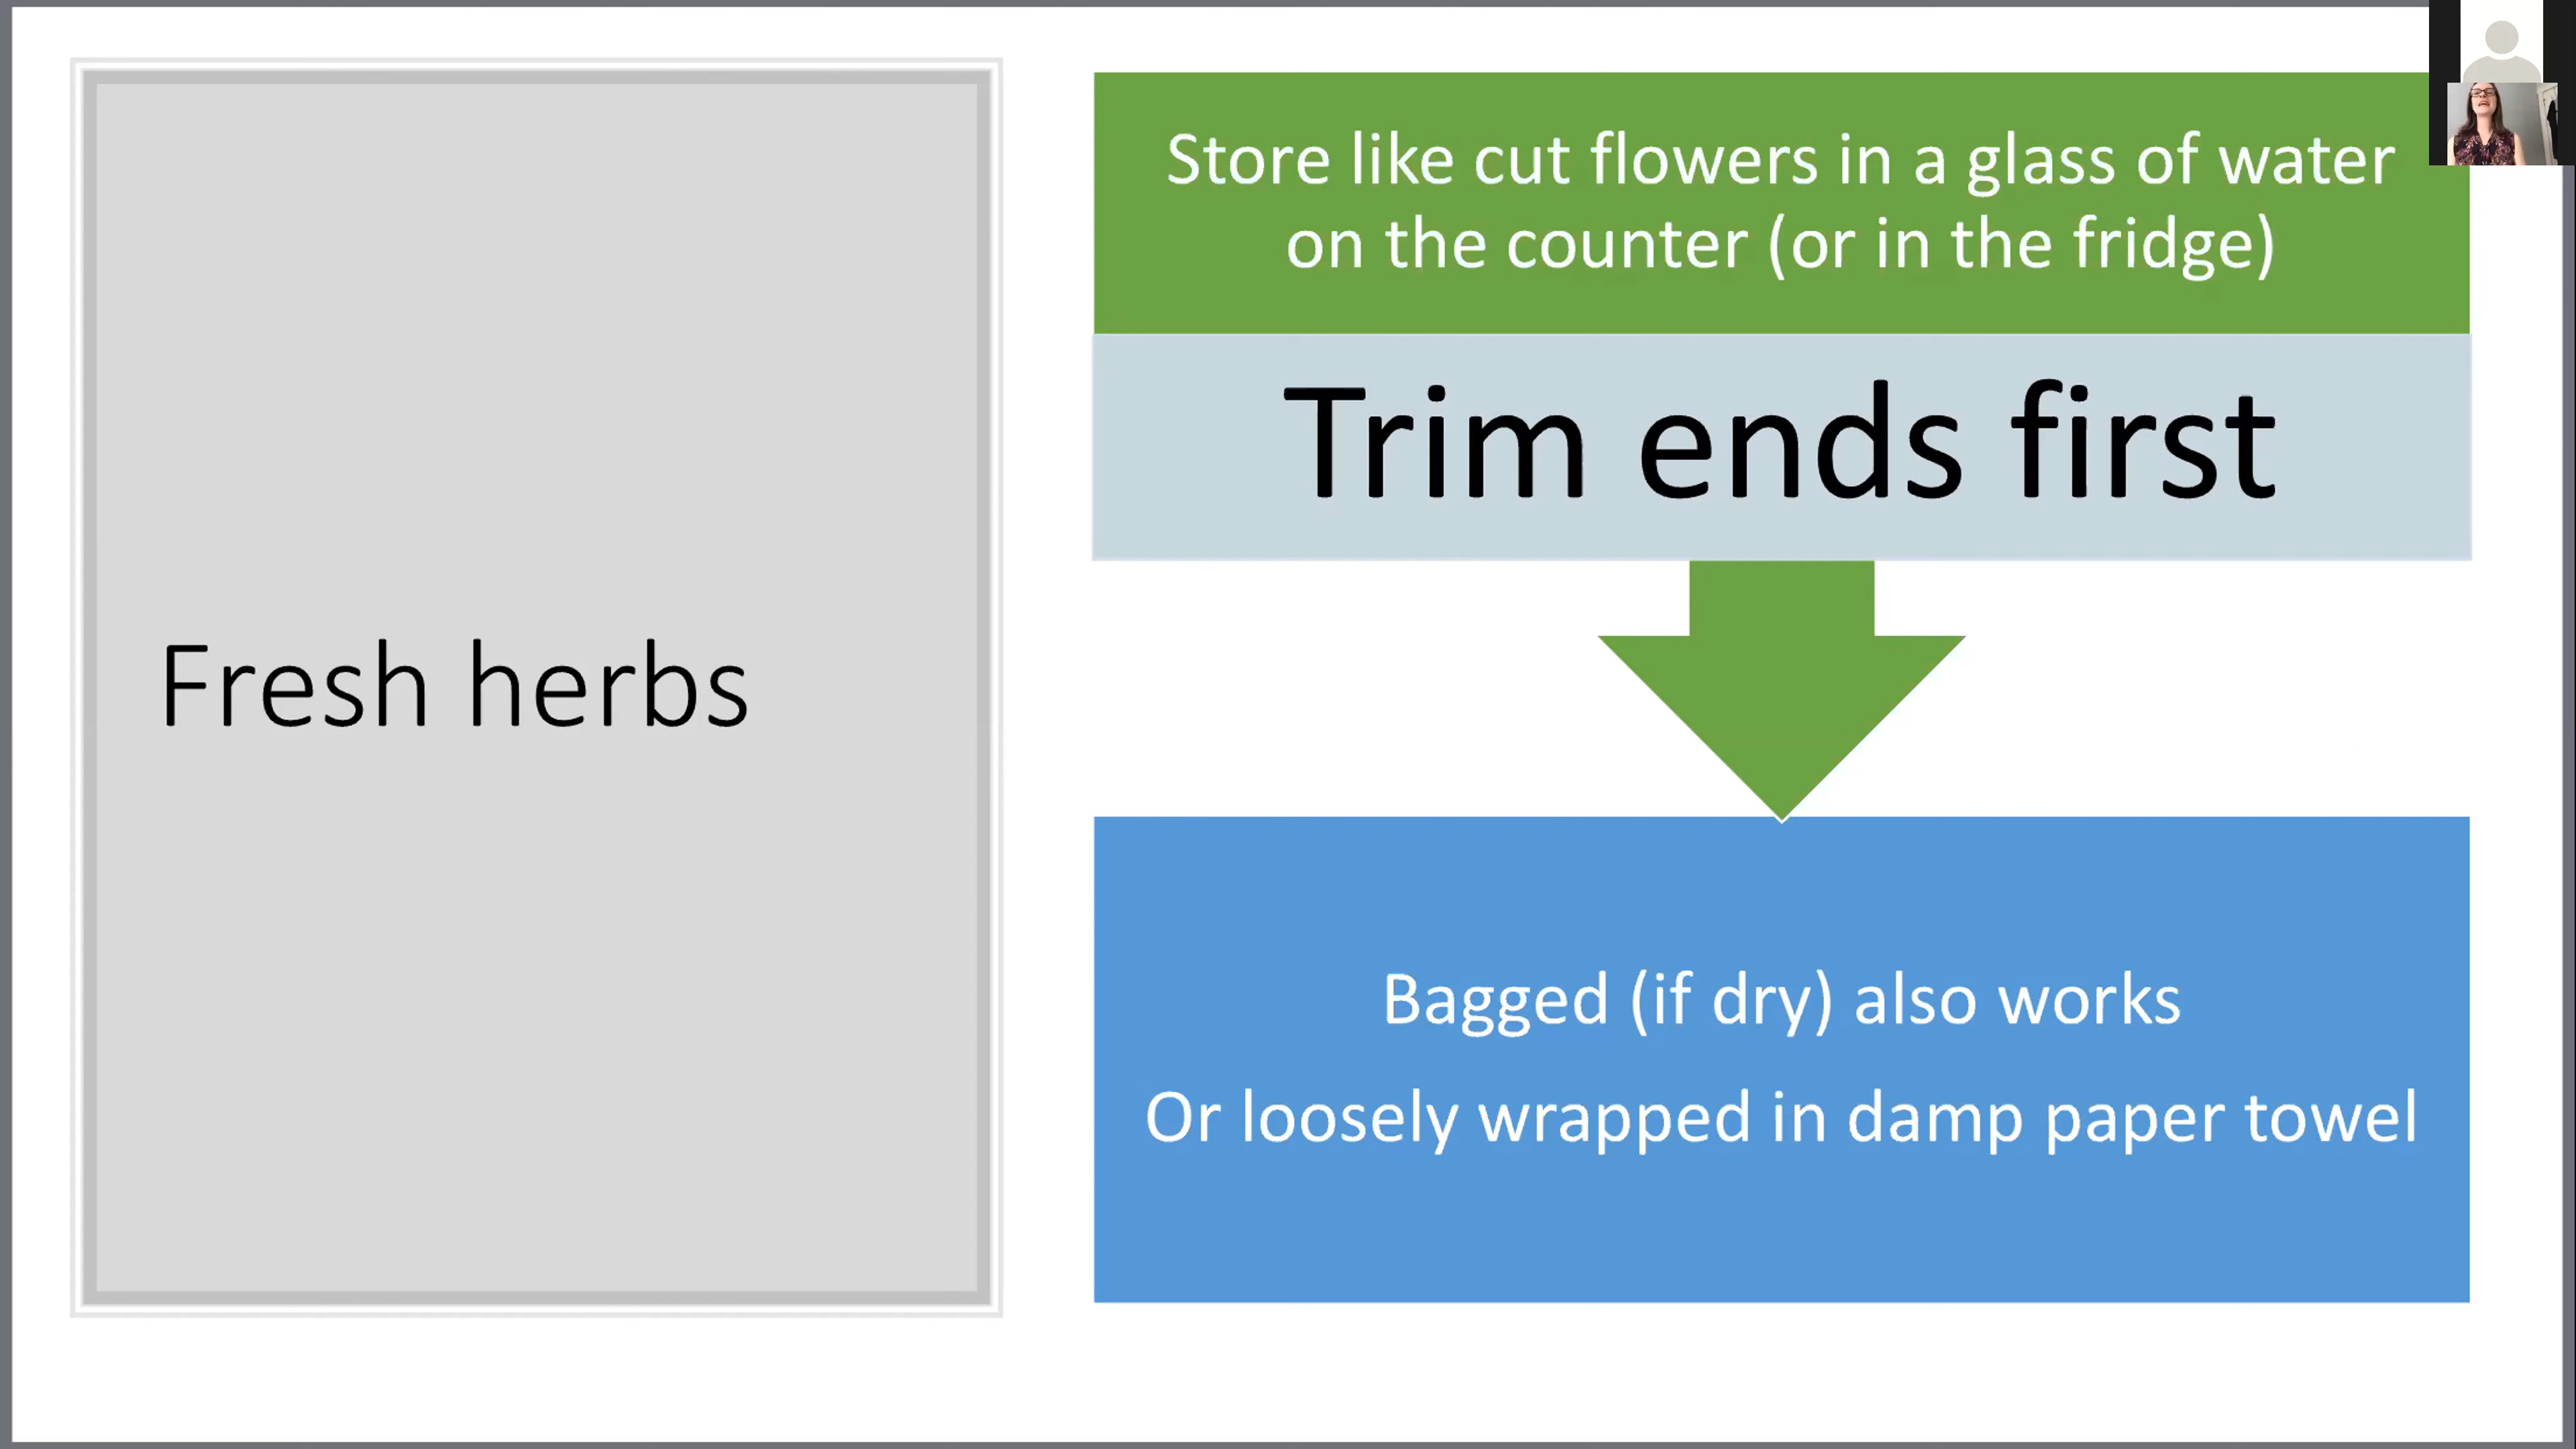 Fresh herbs
Store like cut flowers in a glass of water
on the counter (or in the fridge)
Trim ends first
Bagged (if dry) also works
Or loosely wrapped in damp paper towel